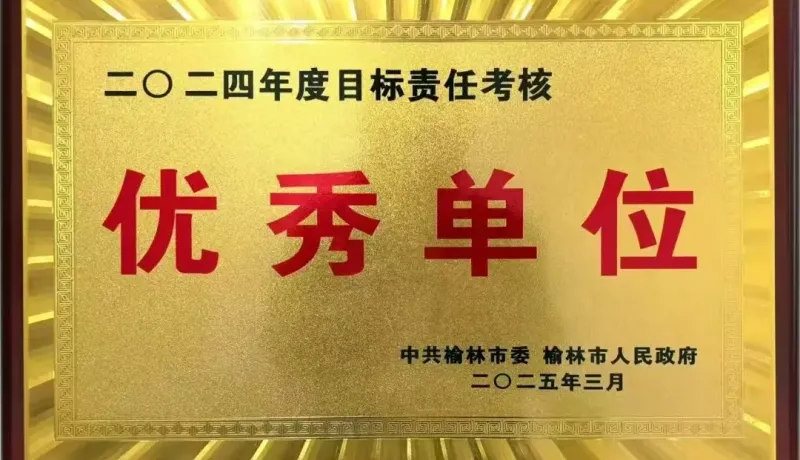 二〇二四年度目标责任考核
优秀单位
中共榆林市委 榆林市人民政府
二〇二五年三月